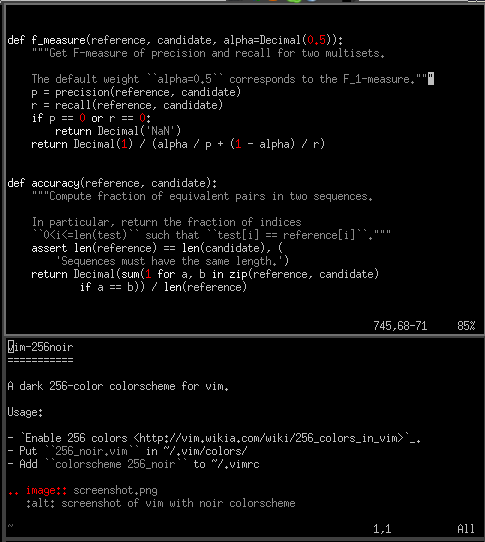 def f_measure(reference, candidate, alpha=Decimal(0.5)):
    """Get F-measure of precision and recall for two multisets.

    The default weight ``alpha=0.5`` corresponds to the F_1-measure."""
    p = precision(reference, candidate)
    r = recall(reference, candidate)
    if p == 0 or r == 0:
        return Decimal('NaN')
    return Decimal(1) / (alpha / p + (1 - alpha) / r)

def accuracy(reference, candidate):
    """Compute fraction of equivalent pairs in two sequences.

    In particular, return the fraction of indices
    ``0<i<=len(test)`` such that ``test[i] == reference[i]``."""
    assert len(reference) == len(candidate), (
        'Sequences must have the same length.')
    return Decimal(sum(1 for a, b in zip(reference, candidate)
            if a == b)) / len(reference)
745,68-71 85%
vim-256noir
===========

A dark 256-color colorscheme for vim.

Usage:

- `Enable 256 colors <http://vim.wikia.com/wiki/256_colors_in_vim>`_.
- Put ``256_noir.vim`` in ~/.vim/colors/
- Add ``colorscheme 256_noir`` to ~/.vimrc

.. image:: screenshot.png
   :alt: screenshot of vim with noir colorscheme
~
1,1 All